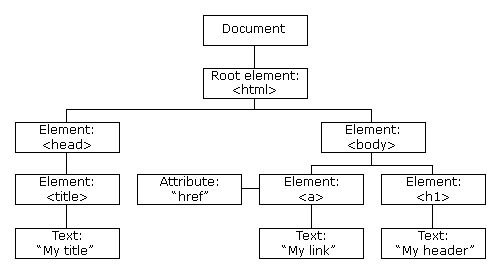 Document
Root element:
<html>
Element:
<head>
Element:
<body>
Element:
<title>
Attribute:
“href”
Element:
<a>
Element:
<h1>
Text:
“My title”
Text:
“My link”
Text:
“My header”